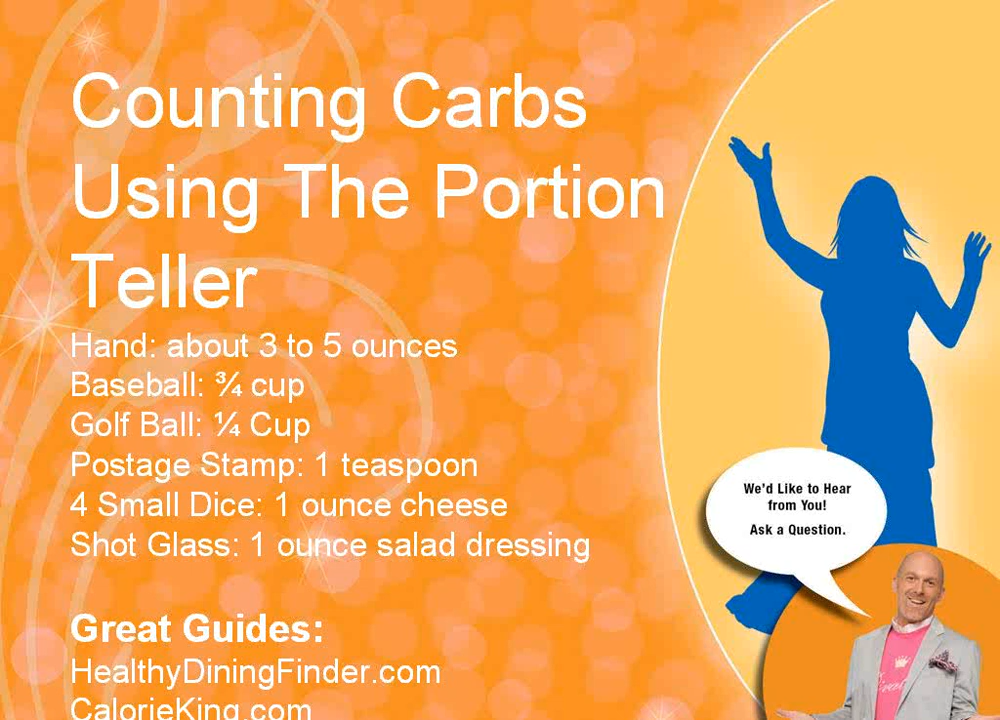 Counting Carbs
Using The Portion
Teller
Hand: about 3 to 5 ounces
Baseball: ¾ cup
Golf Ball: ¼ Cup
Postage Stamp: 1 teaspoon
4 Small Dice: 1 ounce cheese
Shot Glass: 1 ounce salad dressing
Great Guides:
HealthyDiningFinder.com
CalorieKing.com
We'd Like to Hear
from You!
Ask a Question.